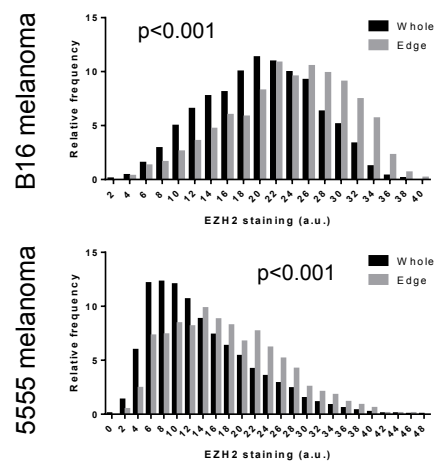 B16 melanoma
p<0.001
Whole
Edge
Relative frequency
15
10
5
0
2 4 6 8 10 12 14 16 18 20 22 24 26 28 30 32 34 36 38 40
EZH2 staining (a.u.)
5555 melanoma
p<0.001
Whole
Edge
Relative frequency
15
10
5
0
0 2 4 6 8 10 12 14 16 18 20 22 24 26 28 30 32 34 36 38 40 42 44 46 48
EZH2 staining (a.u.)